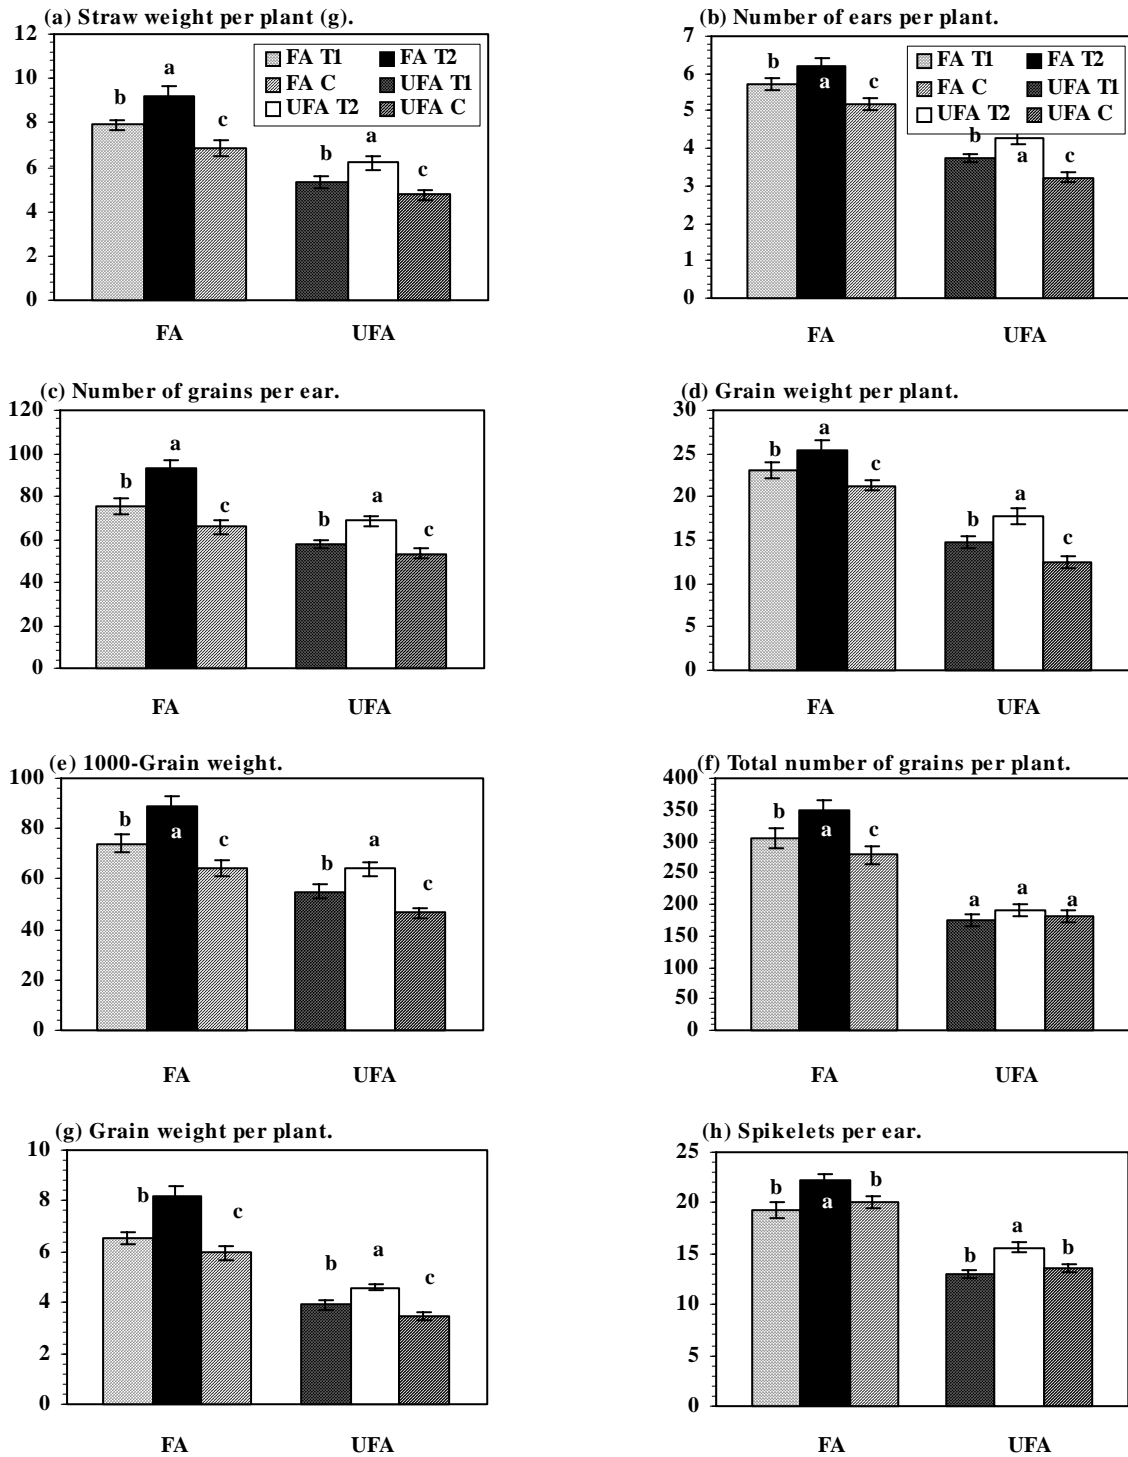 (a) Straw weight per plant (g).
12
10
8
6
4
2
0
FA T1 FA T2
FA C UFA T1
UFA T2 UFA C
b a c b a c
FA UFA
(b) Number of ears per plant.
7
6
5
4
3
2
1
0
FA T1 FA T2
FA C UFA T1
UFA T2 UFA C
b a c b a c
FA UFA
(c) Number of grains per ear.
120
100
80
60
40
20
0
b a c b a c
FA UFA
(d) Grain weight per plant.
30
25
20
15
10
5
0
b a c b a c
FA UFA
(e) 1000-Grain weight.
100
80
60
40
20
0
b a c b a c
FA UFA
(f) Total number of grains per plant.
400
350
300
250
200
150
100
50
0
b a c a a a
FA UFA
(g) Grain weight per plant.
10
8
6
4
2
0
b c b a c
FA UFA
(h) Spikelets per ear.
25
20
15
10
5
0
b a b b a b
FA UFA